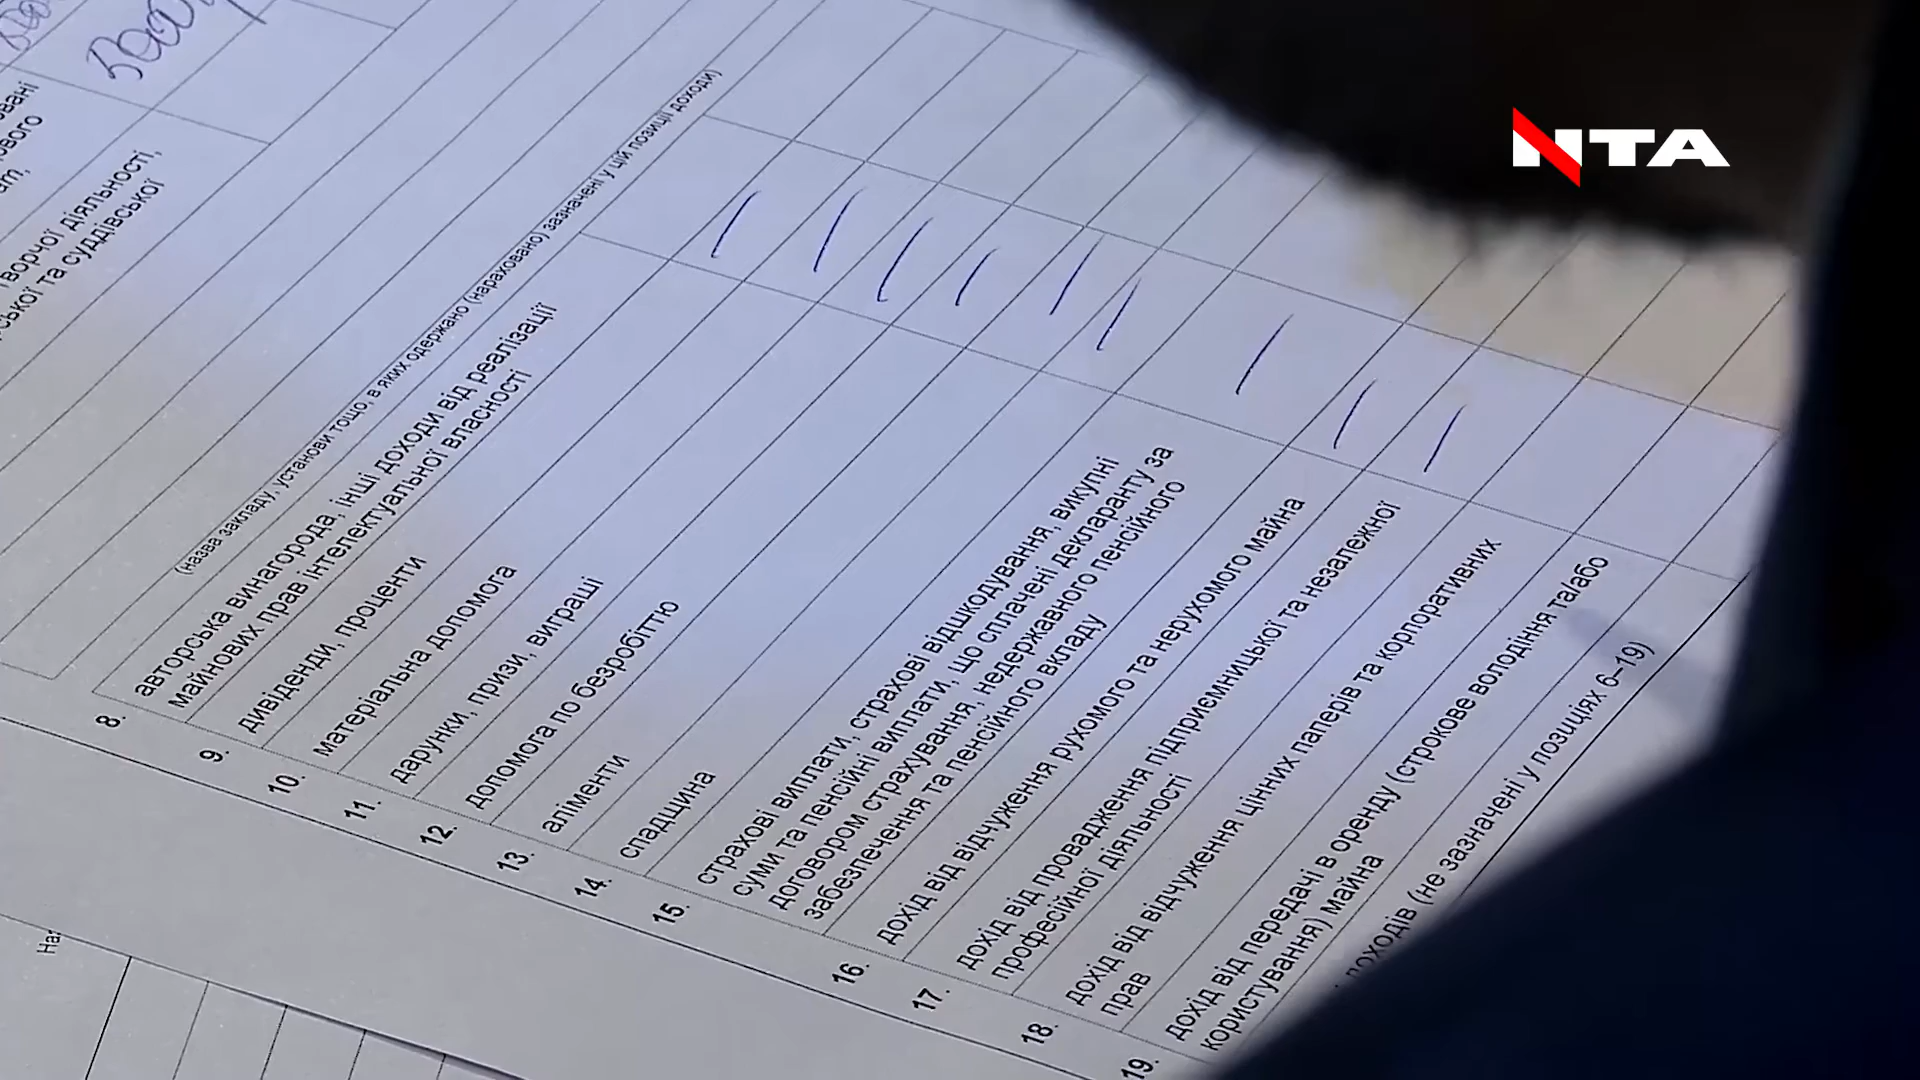 NTA
творчої діяльності,
та суддівської
(назва закладу, установи тощо, в яких одержано (нараховано) зазначені у цій позиції доходи)
8. авторська винагорода, інші доходи від реалізації
майнових прав інтелектуальної власності
9. дивіденди, проценти
10. матеріальна допомога
11. дарунки, призи, виграші
12. допомога по безробіттю
13. аліменти
14. спадщина
15. страхові виплати, страхові відшкодування, викупні
суми та пенсійні виплати, що сплачені декларанту за
договором страхування, недержавного пенсійного
забезпечення та пенсійного вкладу
16. дохід від відчуження рухомого та нерухомого майна
17. дохід від провадження підприємницької та незалежної
професійної діяльності
18. дохід від відчуження цінних паперів та корпоративних
прав
19. дохід від передачі в оренду (строкове володіння та/або
користування) майна
доходів (не зазначені у позиціях 6–19)